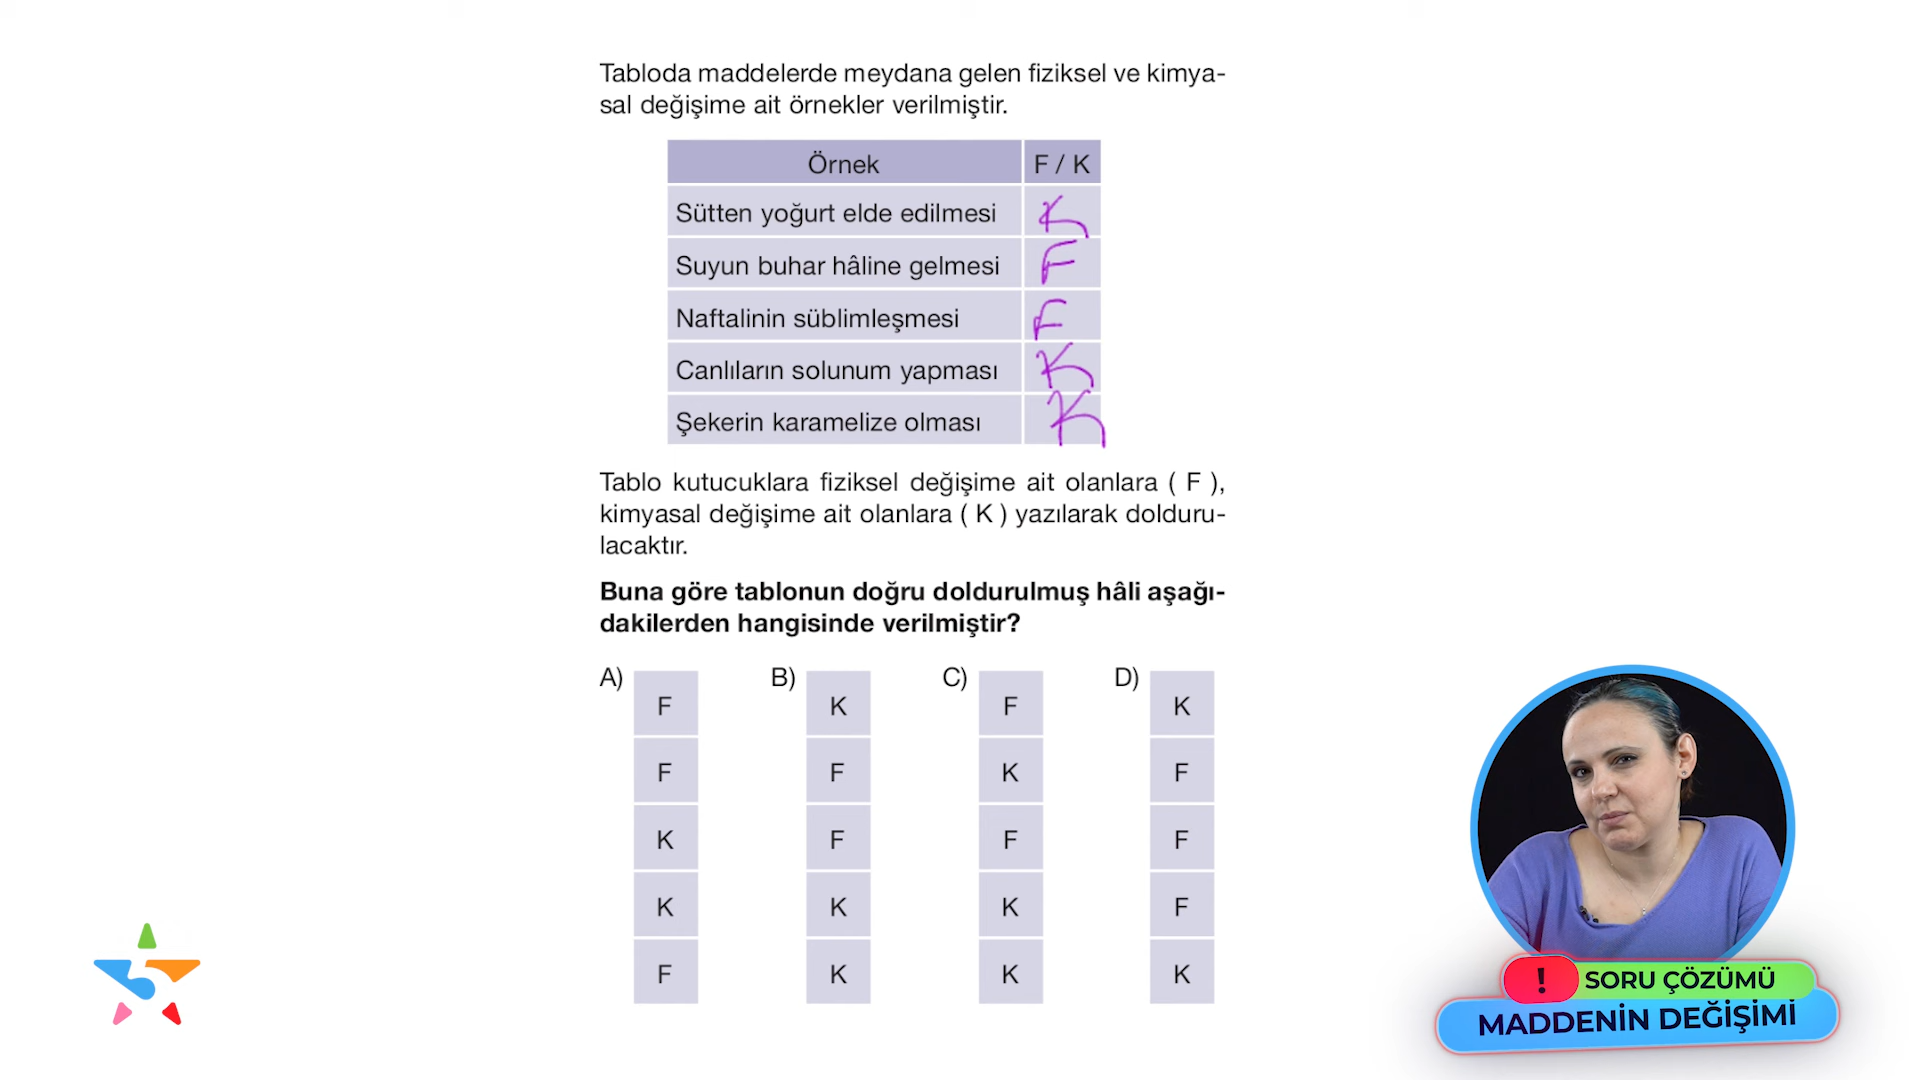 Tabloda maddelerde meydana gelen fiziksel ve kimya-
sal değişime ait örnekler verilmiştir.
Örnek F / K
Sütten yoğurt elde edilmesi K
Suyun buhar hâline gelmesi F
Naftalinin süblimleşmesi F
Canlıların solunum yapması K
Şekerin karamelize olması K
Tablo kutucuklara fiziksel değişime ait olanlara ( F ),
kimyasal değişime ait olanlara ( K ) yazılarak dolduru-
lacaktır.
Buna göre tablonun doğru doldurulmuş hâli aşağı-
dakilerden hangisinde verilmiştir?
A) B) C) D)
F K F K
F F K F
K F F F
K K K F
F K K K
5
! SORU ÇÖZÜMÜ
MADDENİN DEĞİŞİMİ